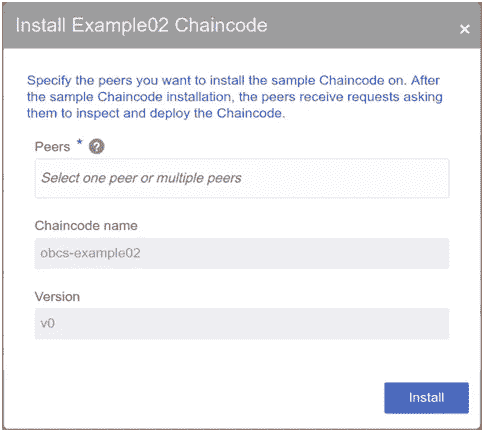 Install Example02 Chaincode
×
Specify the peers you want to install the sample Chaincode on. After
the sample Chaincode installation, the peers receive requests asking
them to inspect and deploy the Chaincode.
Peers * ?
Select one peer or multiple peers
Chaincode name
obcs-example02
Version
v0
Install